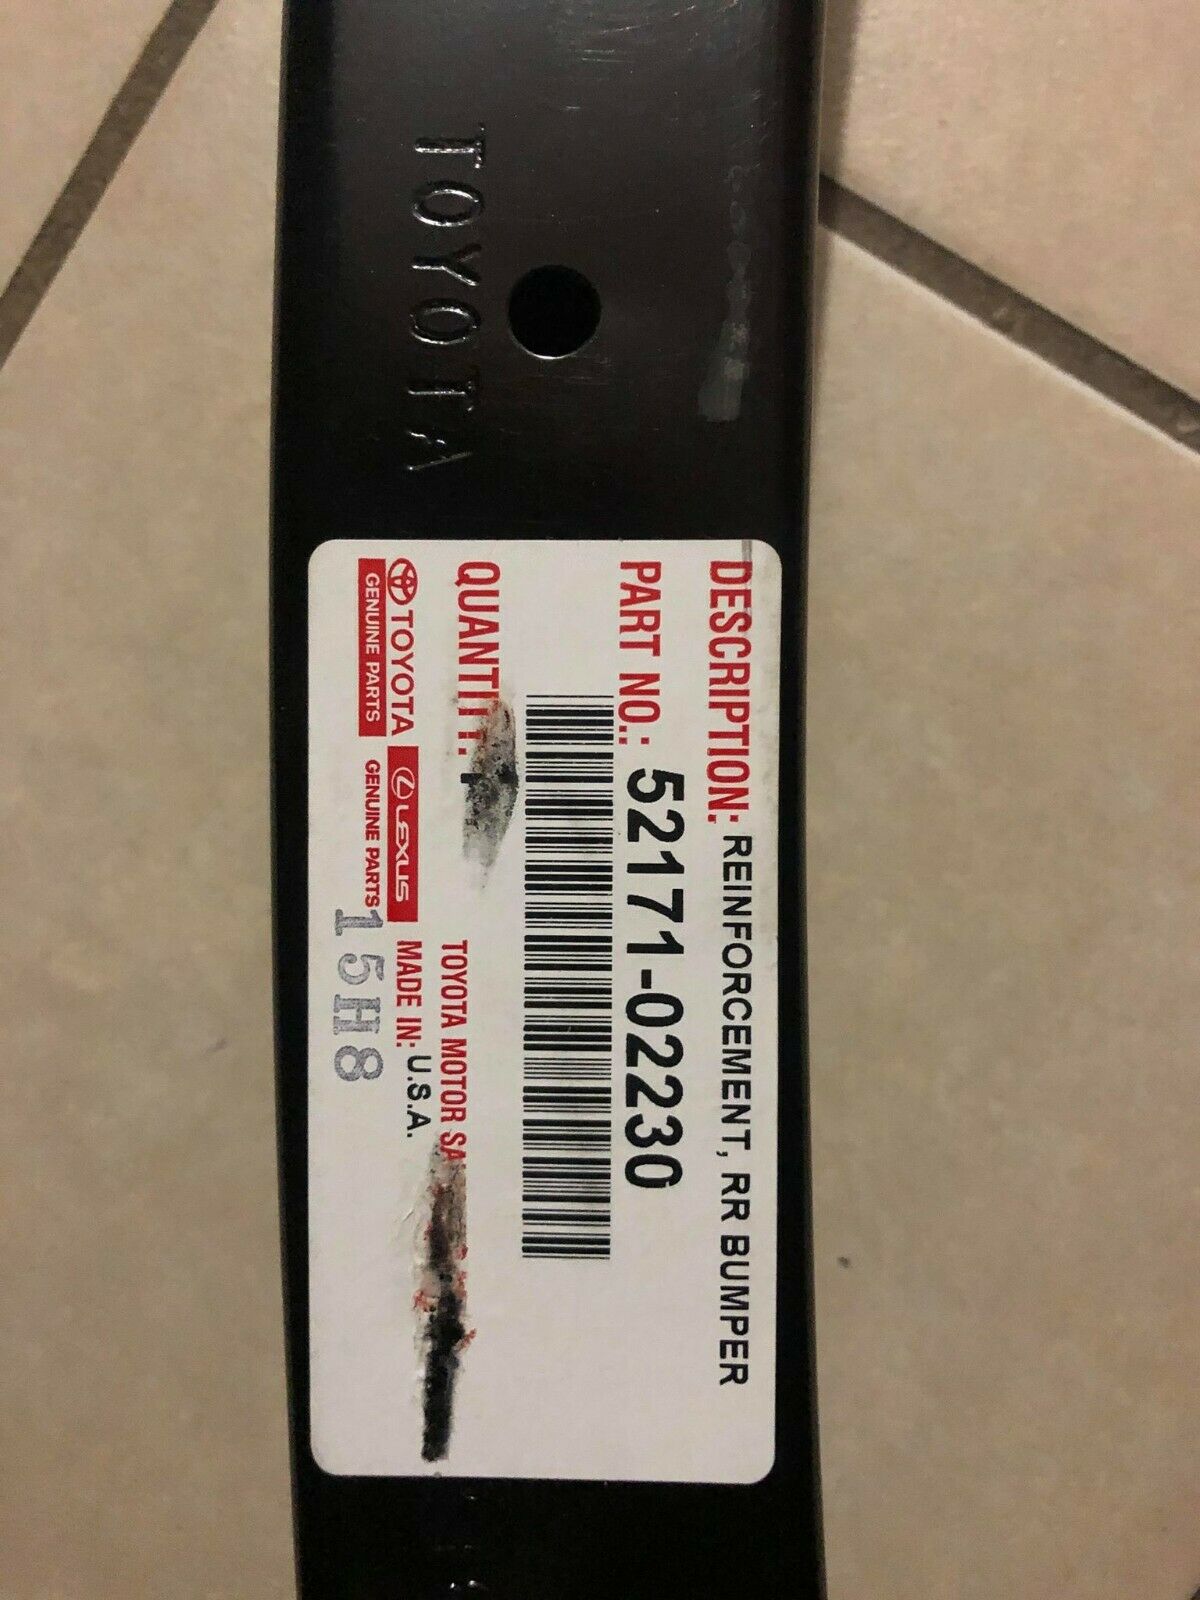 TOYOTA
DESCRIPTION: REINFORCEMENT, RR BUMPER
PART NO.: 52171-02230
TOYOTA MOTOR
TOYOTA LEXUS
MADE IN: U.S.A.
GENUINE PARTS GENUINE PARTS
15H8